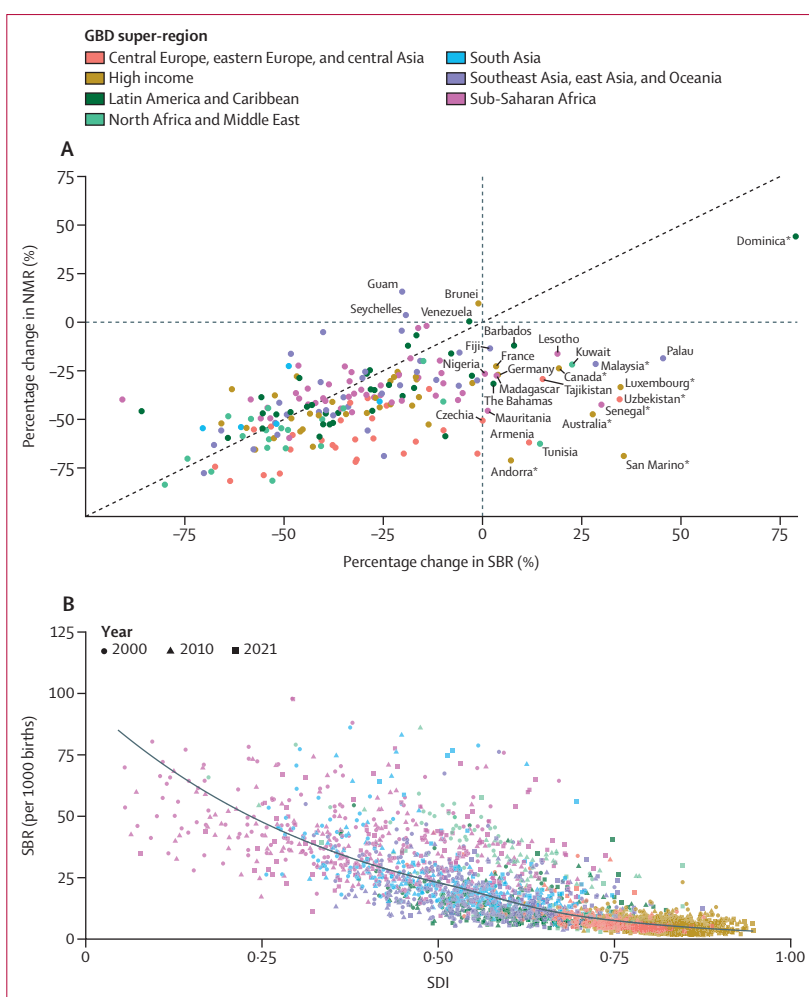 GBD super-region
Central Europe, eastern Europe, and central Asia
High income
Latin America and Caribbean
North Africa and Middle East
South Asia
Southeast Asia, east Asia, and Oceania
Sub-Saharan Africa
A
75
50
25
0
–25
–50
–75
Percentage change in NMR (%)
Dominica*
Guam
Brunei
Seychelles
Venezuela
Barbados
Lesotho
Fiji
Kuwait
Palau
France
Nigeria
Malaysia*
Germany
Canada*
Luxembourg*
Madagascar
Tajikistan
The Bahamas
Uzbekistan*
Senegal*
Czechia
Mauritania
Australia*
Armenia
Tunisia
San Marino*
Andorra*
–75
–50
–25
0
25
50
75
Percentage change in SBR (%)
B
125
100
75
50
25
0
SBR (per 1000 births)
Year
2000
2010
2021
0
0·25
0·50
0·75
1·00
SDI